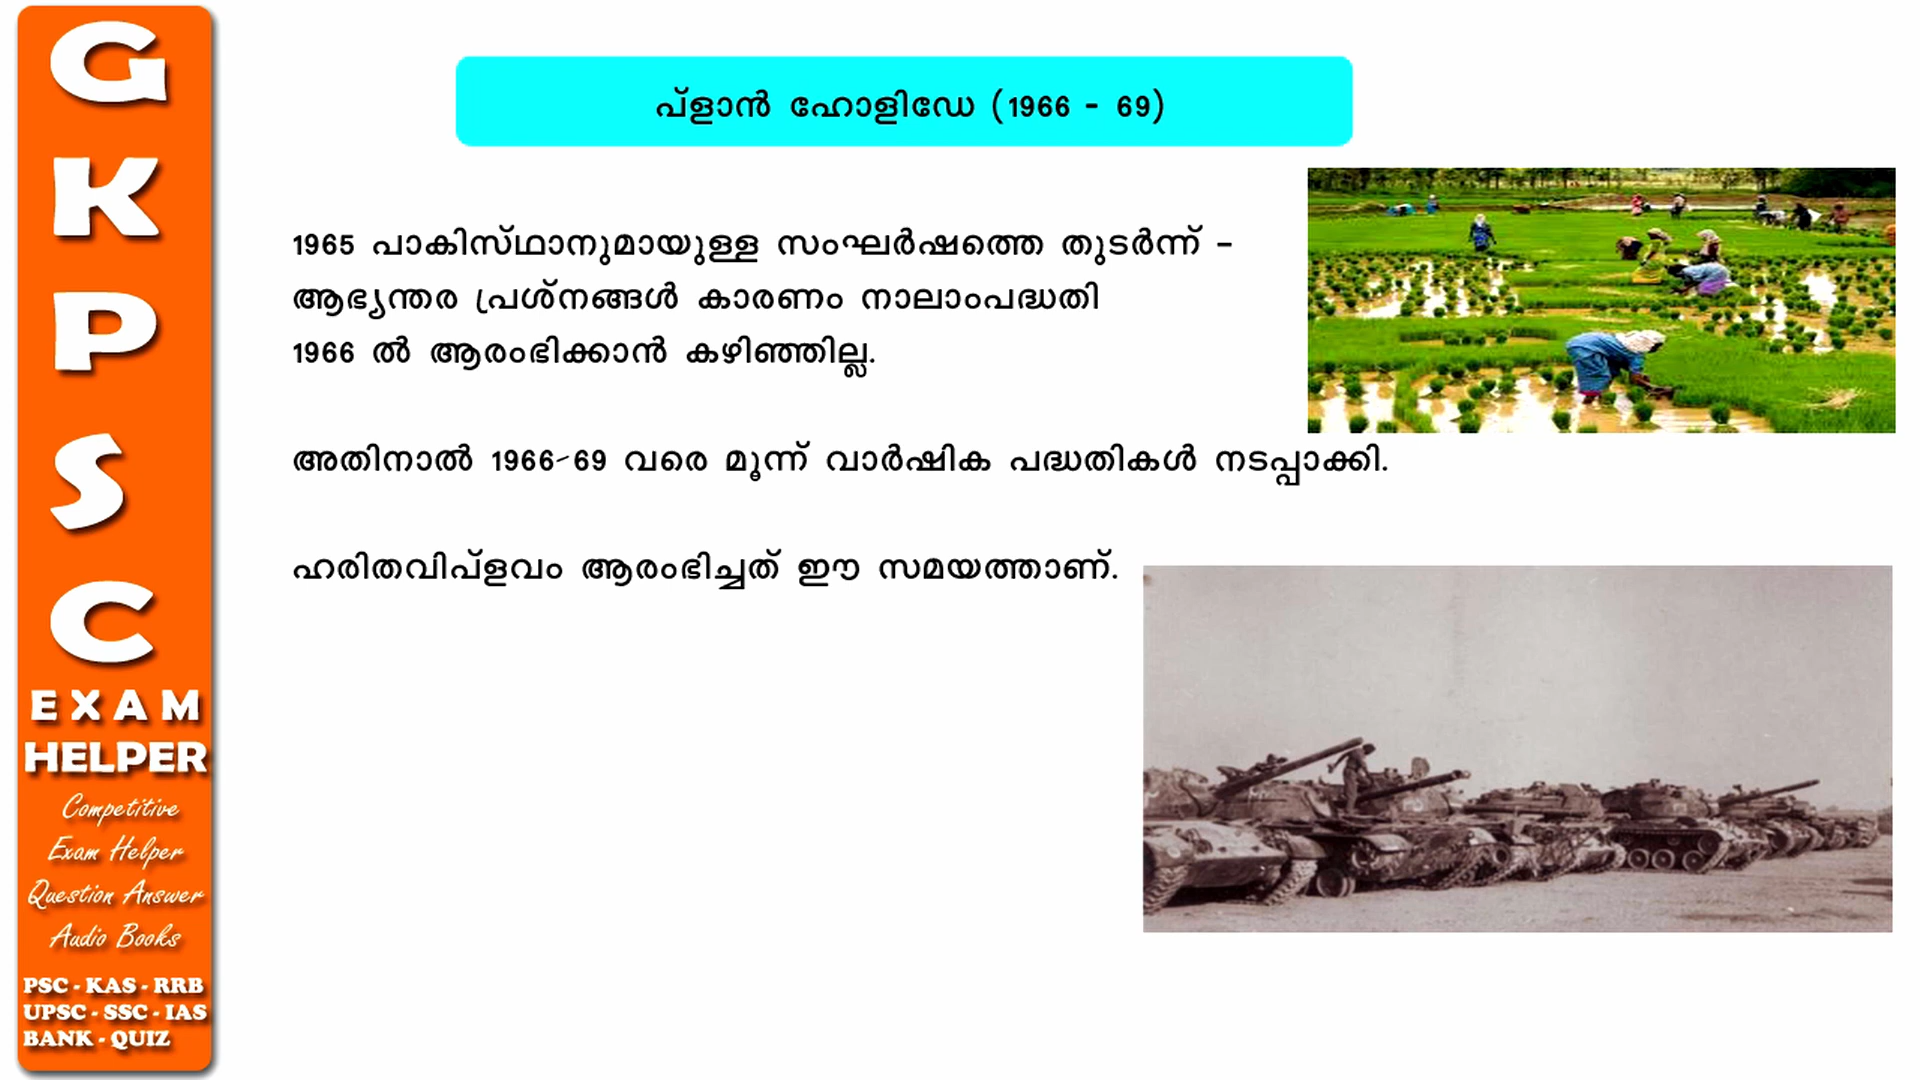 G
K
P
S
C
EXAM
HELPER
Competitive
Exam Helper
Question Answer
Audio Books
PSC - KAS - RRB
UPSC - SSC - IAS
BANK - QUIZ
പ്ളാൻ ഹോളിഡേ (1966 - 69)
1965 പാകിസ്ഥാനുമായുള്ള സംഘർഷത്തെ തുടർന്ന് -
ആഭ്യന്തര പ്രശ്നങ്ങൾ കാരണം നാലാംപദ്ധതി
1966 ൽ ആരംഭിക്കാൻ കഴിഞ്ഞില്ല.
അതിനാൽ 1966-69 വരെ മൂന്ന് വാർഷിക പദ്ധതികൾ നടപ്പാക്കി.
ഹരിതവിപ്ളവം ആരംഭിച്ചത് ഈ സമയത്താണ്.